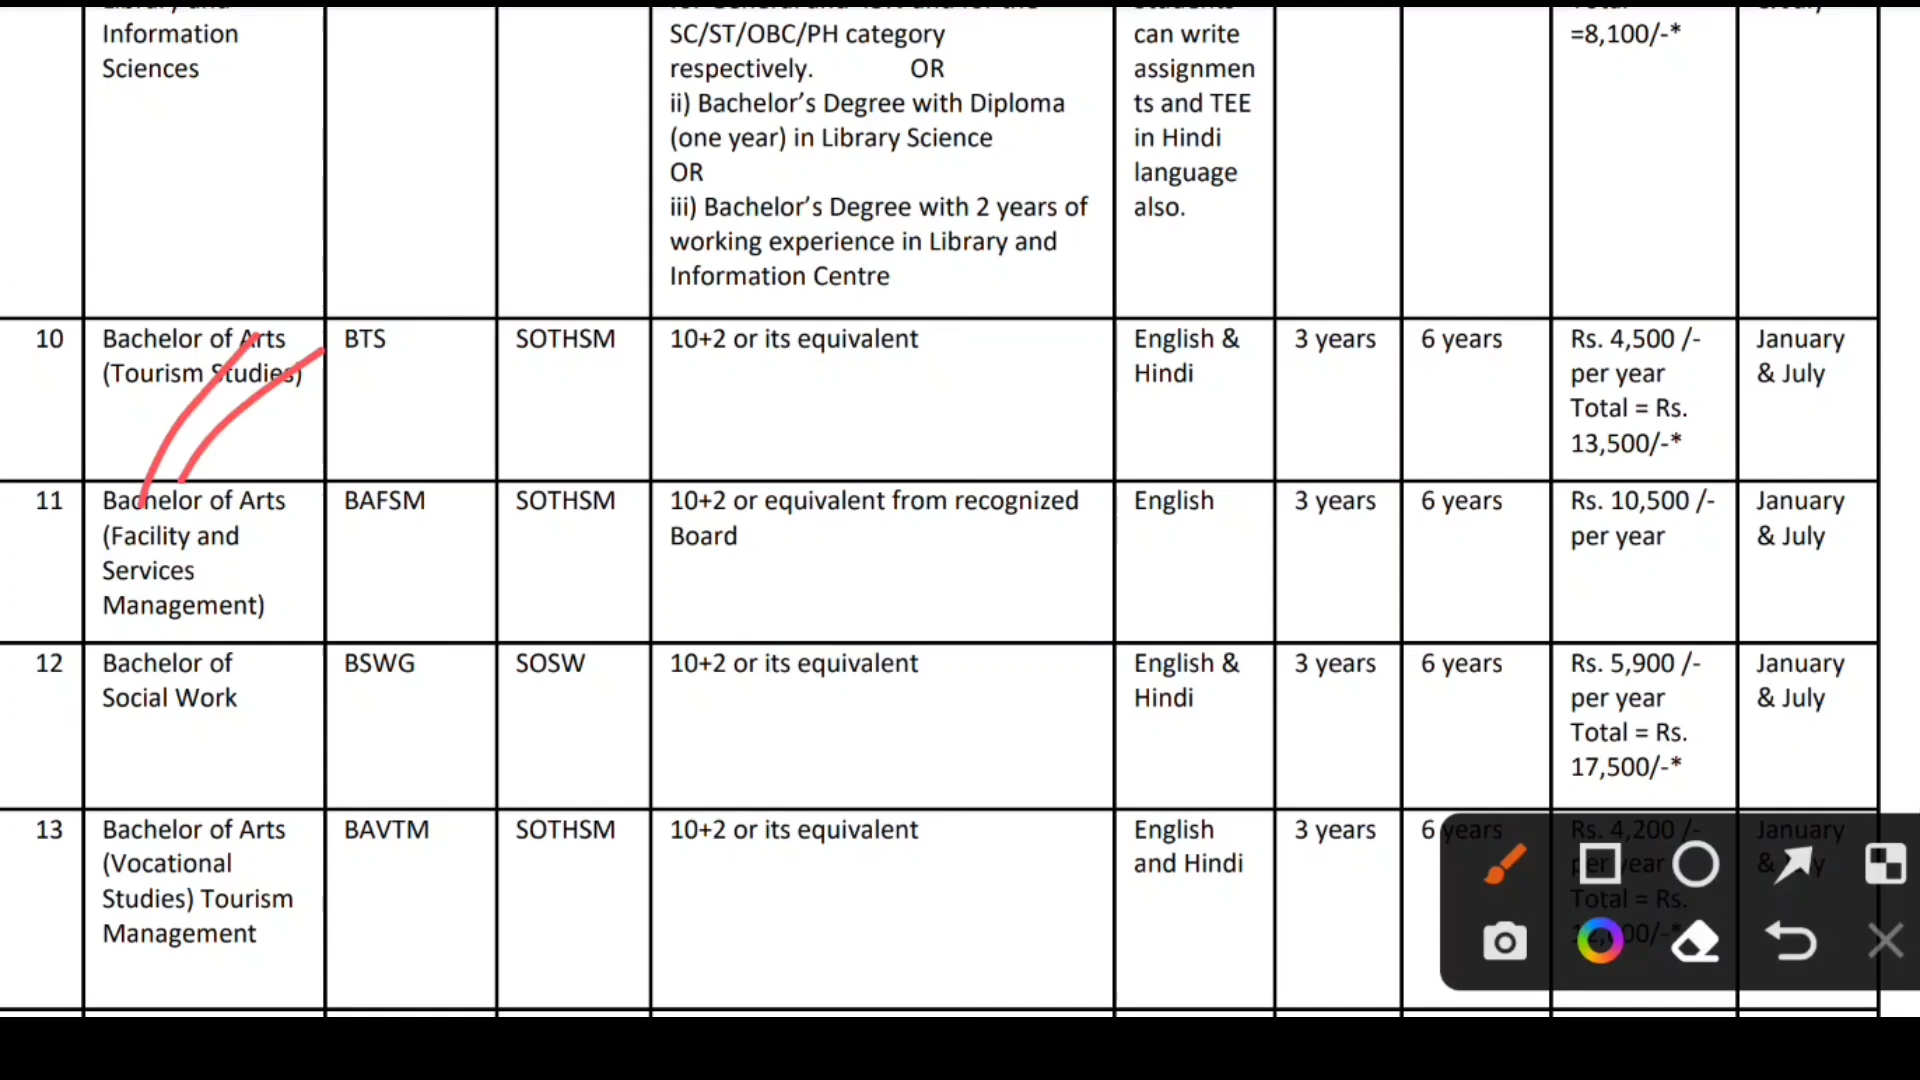 Information
Sciences
SC/ST/OBC/PH category
respectively. OR
ii) Bachelor's Degree with Diploma
(one year) in Library Science
OR
iii) Bachelor's Degree with 2 years of
working experience in Library and
Information Centre
can write
assignmen
ts and TEE
in Hindi
language
also.
=8,100/-*
10
Bachelor of Arts
(Tourism Studies)
BTS
SOTHSM
10+2 or its equivalent
English &
Hindi
3 years
6 years
Rs. 4,500 /-
per year
Total = Rs.
13,500/-*
January
& July
11
Bachelor of Arts
(Facility and
Services
Management)
BAFSM
SOTHSM
10+2 or equivalent from recognized
Board
English
3 years
6 years
Rs. 10,500 /-
per year
January
& July
12
Bachelor of
Social Work
BSWG
SOSW
10+2 or its equivalent
English &
Hindi
3 years
6 years
Rs. 5,900 /-
per year
Total = Rs.
17,500/-*
January
& July
13
Bachelor of Arts
(Vocational
Studies) Tourism
Management
BAVTM
SOTHSM
10+2 or its equivalent
English
and Hindi
3 years
6 years
Rs. 4,200 /-
per year
Total = Rs.
January